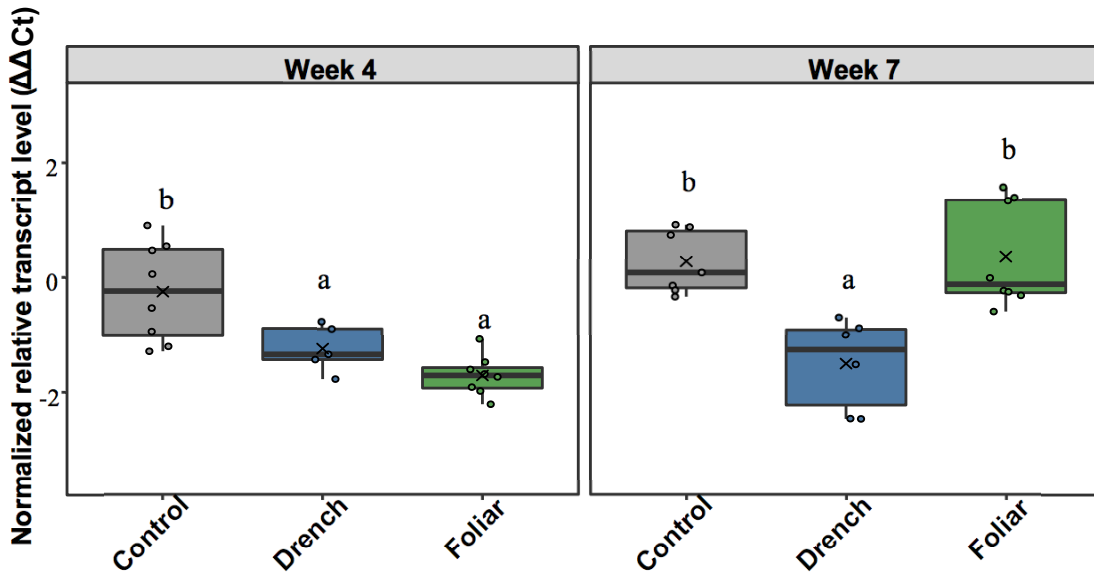 Normalized relative transcript level (ΔΔCt)
Week 4
Week 7
2
0
-2
b
a
a
b
a
b
Control
Drench
Foliar
Control
Drench
Foliar